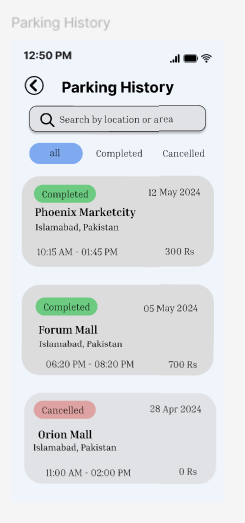 Parking History
12:50 PM
Parking History
Search by location or area
all Completed Cancelled
Completed 12 May 2024
Phoenix Marketcity
Islamabad, Pakistan
10:15 AM - 01:45 PM 300 Rs
Completed 05 May 2024
Forum Mall
Islamabad, Pakistan
06:20 PM - 08:20 PM 700 Rs
Cancelled 28 Apr 2024
Orion Mall
Islamabad, Pakistan
11:00 AM - 02:00 PM 0 Rs